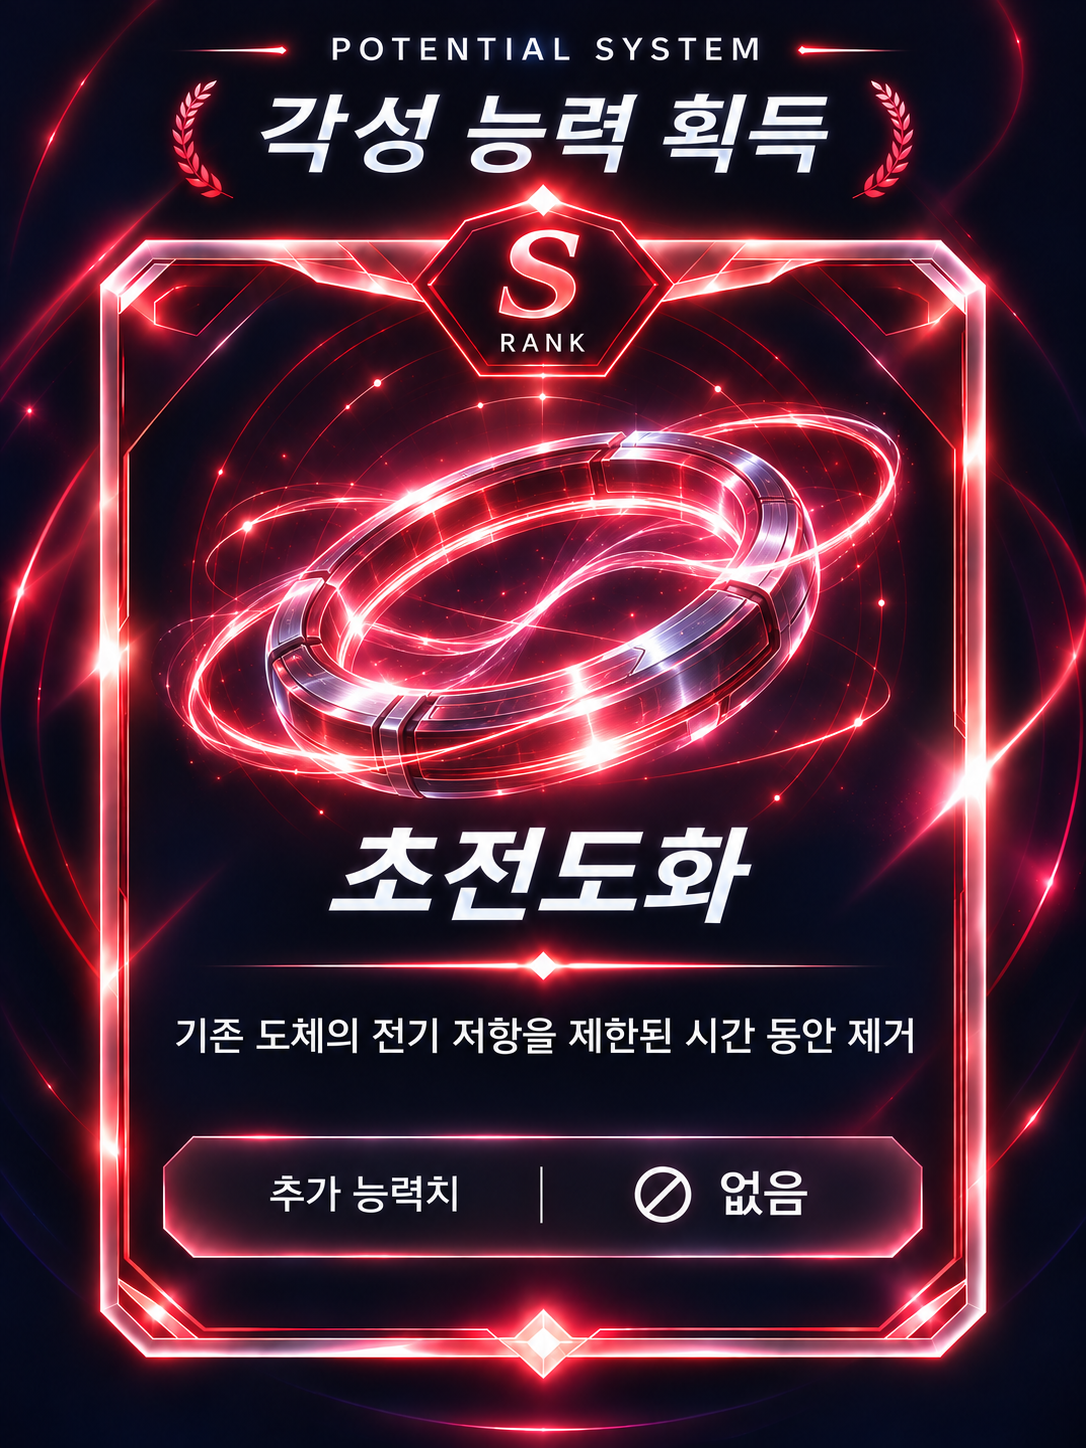 POTENTIAL SYSTEM
각성 능력 획득
S
RANK
초전도화
기존 도체의 전기 저항을 제한된 시간 동안 제거
추가 능력치 없음